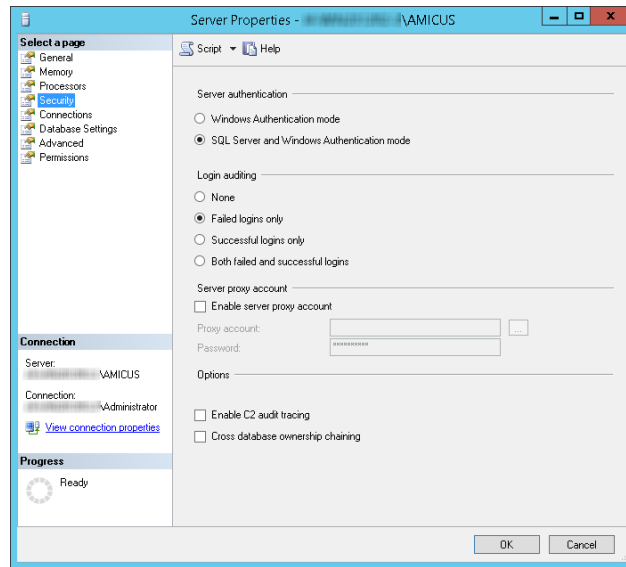 Server Properties - \AMICUS
Select a page
General
Memory
Processors
Security
Connections
Database Settings
Advanced
Permissions
Script Help
Server authentication
Windows Authentication mode
SQL Server and Windows Authentication mode
Login auditing
None
Failed logins only
Successful logins only
Both failed and successful logins
Server proxy account
Enable server proxy account
Proxy account:
...
Password:
**********
Options
Enable C2 audit tracing
Cross database ownership chaining
Connection
Server:
\AMICUS
Connection:
\Administrator
View connection properties
Progress
Ready
OK Cancel